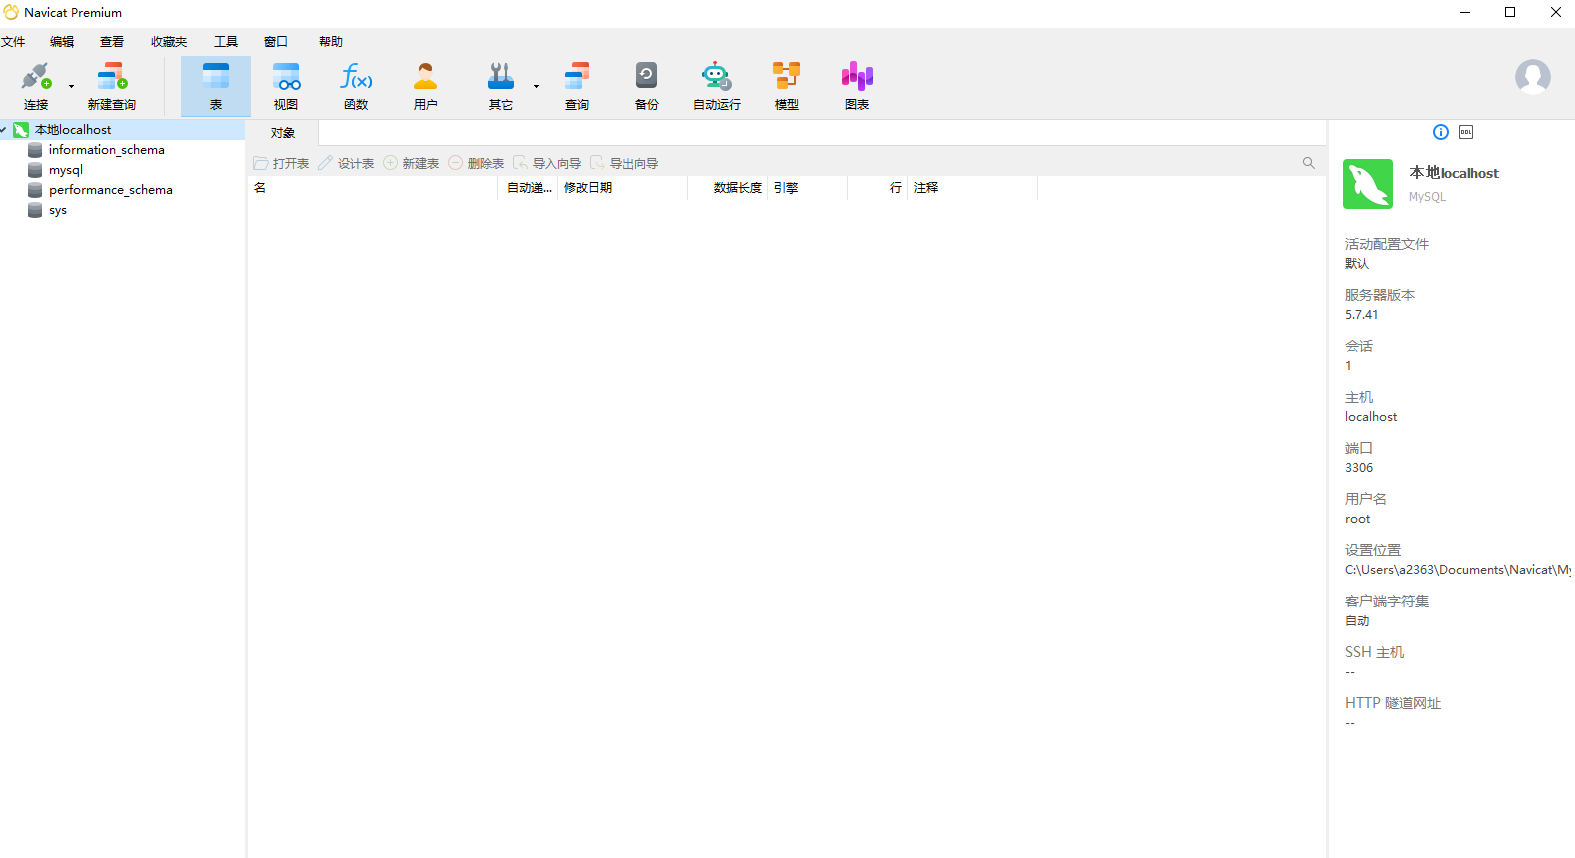 Navicat Premium
文件 编辑 查看 收藏夹 工具 窗口 帮助
连接 新建查询 表 视图 函数 用户 其它 查询 备份 自动运行 模型 图表
本地localhost
information_schema
mysql
performance_schema
sys
对象
打开表 设计表 新建表 删除表 导入向导 导出向导
名 自动递... 修改日期 数据长度 引擎 行 注释
DDL
本地localhost
MySQL
活动配置文件
默认
服务器版本
5.7.41
会话
1
主机
localhost
端口
3306
用户名
root
设置位置
C:\Users\a2363\Documents\Navicat\My
客户端字符集
自动
SSH 主机
--
HTTP 隧道网址
--